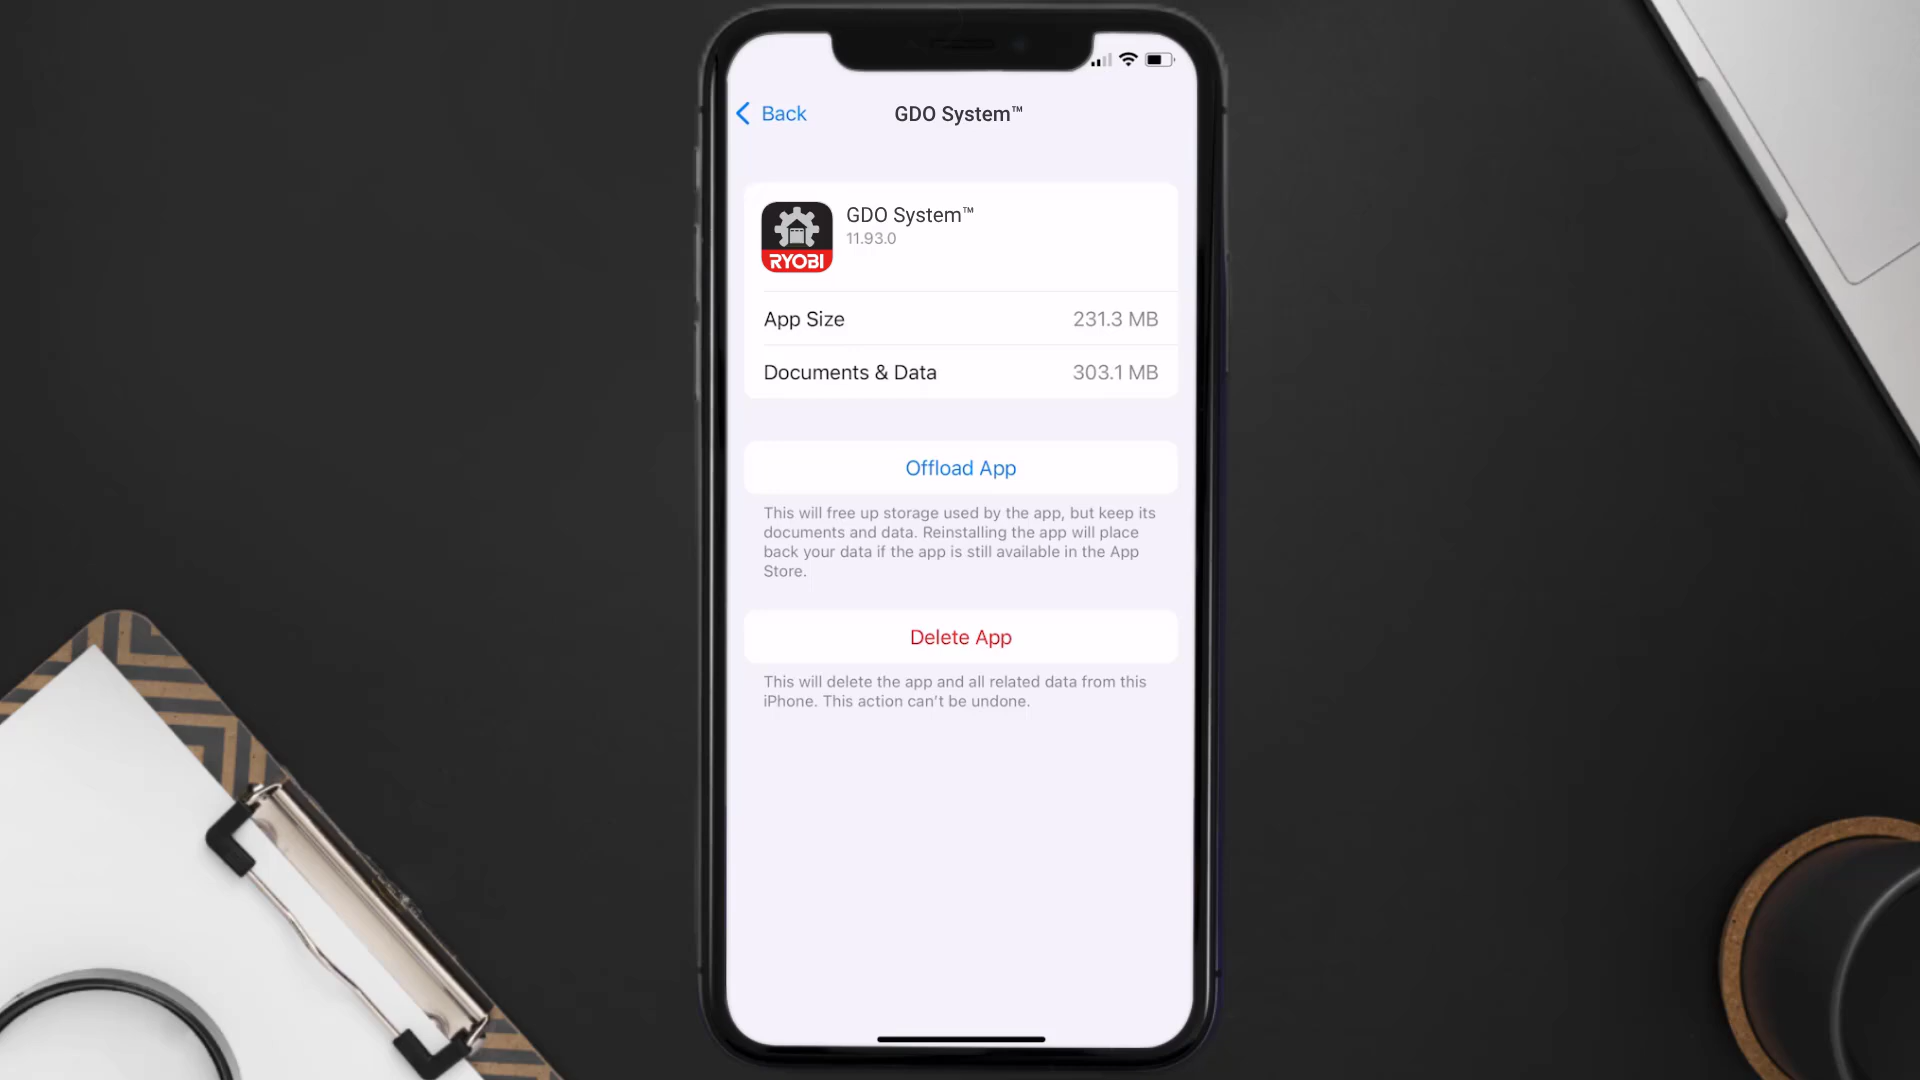 Back
GDO System™
GDO System™
11.93.0
RYOBI
App Size 231.3 MB
Documents & Data 303.1 MB
Offload App
This will free up storage used by the app, but keep its
documents and data. Reinstalling the app will place
back your data if the app is still available in the App
Store.
Delete App
This will delete the app and all related data from this
iPhone. This action can't be undone.